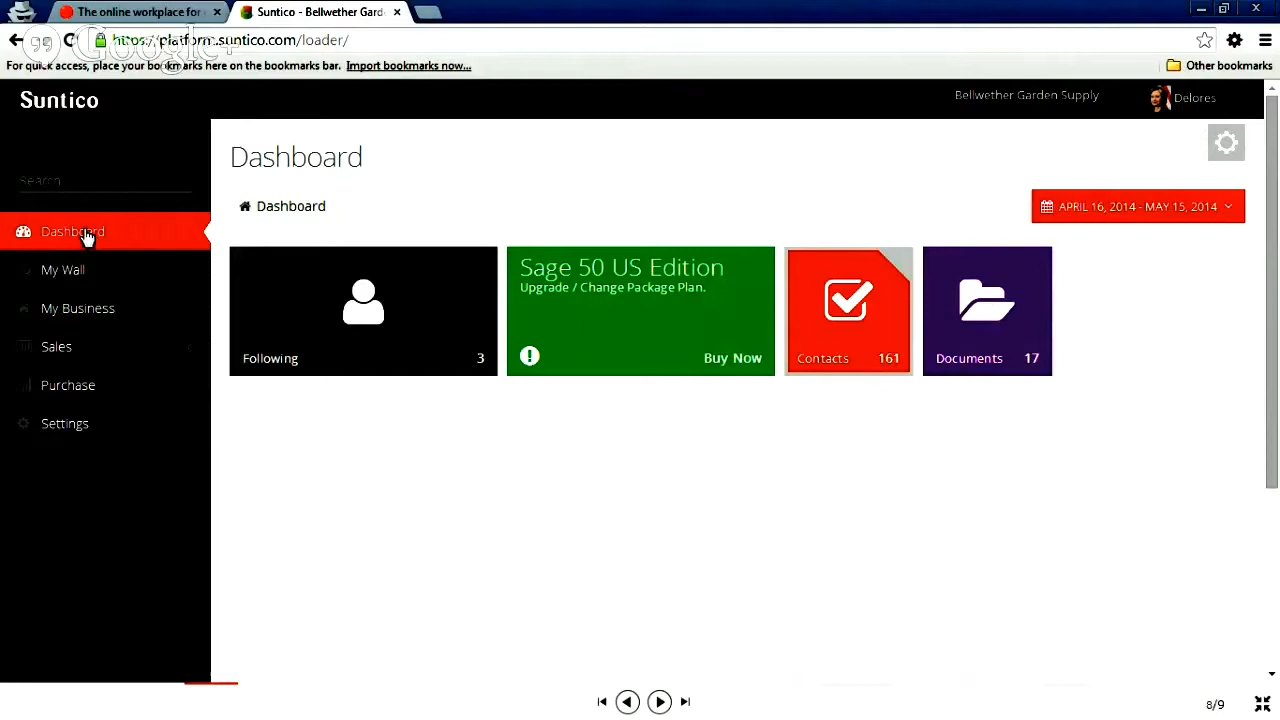 The online workplace for
Suntico - Bellwether Gard
Google+
https://platform.suntico.com/loader/
For quick access, place your bookmarks here on the bookmarks bar. Import bookmarks now...
Other bookmarks
Suntico
Bellwether Garden Supply
Delores
Search
Dashboard
My Wall
My Business
Sales
Purchase
Settings
Dashboard
Dashboard
APRIL 16, 2014 - MAY 15, 2014
Following 3
Sage 50 US Edition
Upgrade / Change Package Plan.
Buy Now
Contacts 161
Documents 17
8/9